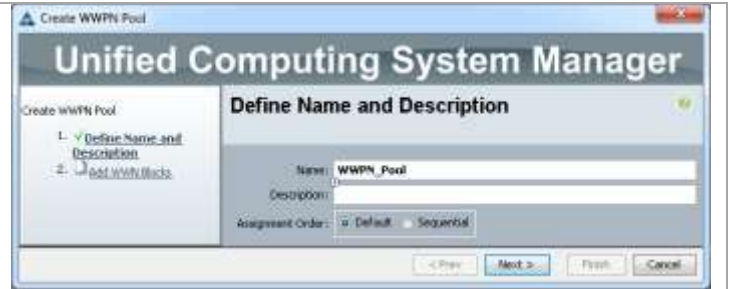 Create WWPN Pool
Unified Computing System Manager
Create WWPN Pool
1. Define Name and
Description
2. Add WWN Blocks
Define Name and Description
Name: WWPN_Pool
Description:
Assignment Order: Default Sequential
< Prev Next > Finish Cancel